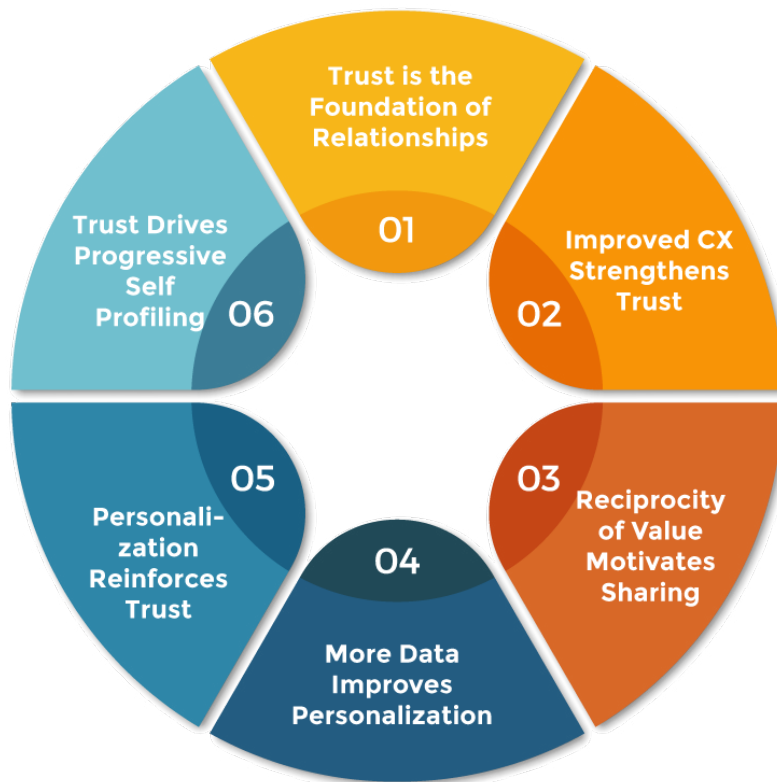 Trust is the
Foundation of
Relationships
01
Improved CX
Strengthens
Trust
02
03
Reciprocity
of Value
Motivates
Sharing
04
More Data
Improves
Personalization
05
Personali-
zation
Reinforces
Trust
Trust Drives
Progressive
Self
Profiling
06